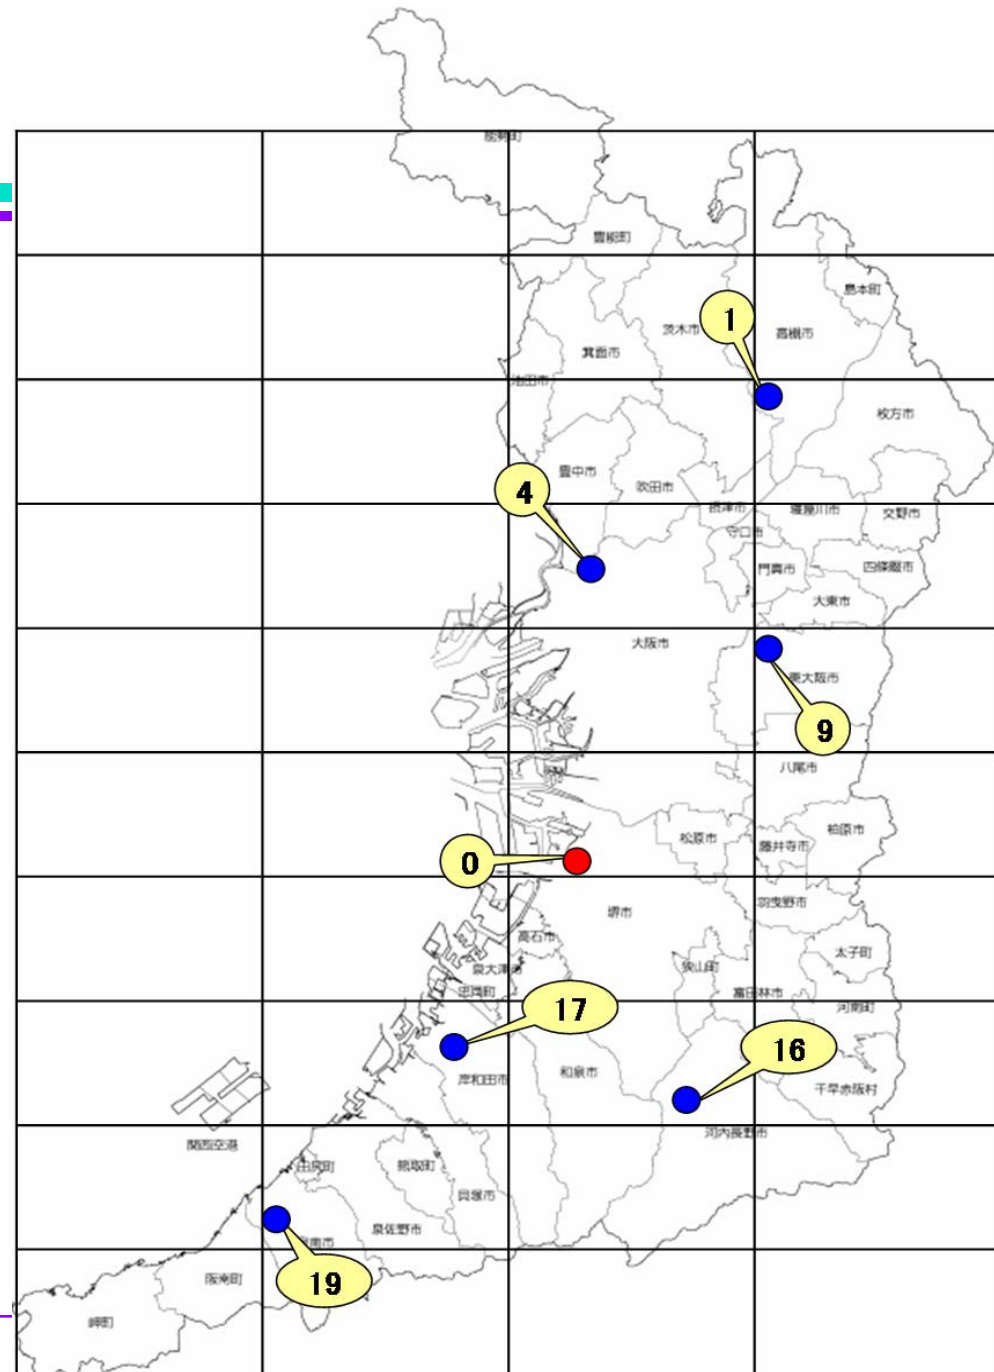 能勢町
豊能町
島本町
1
茨木市
高槻市
箕面市
池田市
枚方市
豊中市
4
吹田市
摂津市
寝屋川市
交野市
守口市
門真市
四條畷市
大東市
大阪市
東大阪市
9
八尾市
松原市
柏原市
藤井寺市
0
羽曳野市
堺市
高石市
太子町
泉大津市
狭山町
忠岡町
富田林市
河南町
17
16
岸和田市
和泉市
千早赤阪村
河内長野市
関西空港
田尻町
熊取町
貝塚市
泉佐野市
泉南市
阪南町
19
岬町